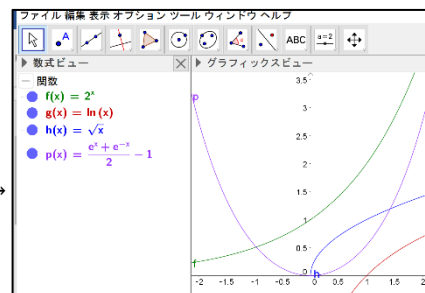 ファイル 編集 表示 オプション ツール ウィンドウ ヘルプ
A
ABC
a=2
▶ 数式ビュー
▶ グラフィックスビュー
関数
f(x) = 2ˣ
g(x) = ln (x)
h(x) = √x
p(x) = (eˣ + e⁻ˣ)/2 − 1
3.5
p
3
2.5
2
1.5
1
0.5
f
0
h
-2 -1.5 -1 -0.5 0 0.5 1 1.5 2